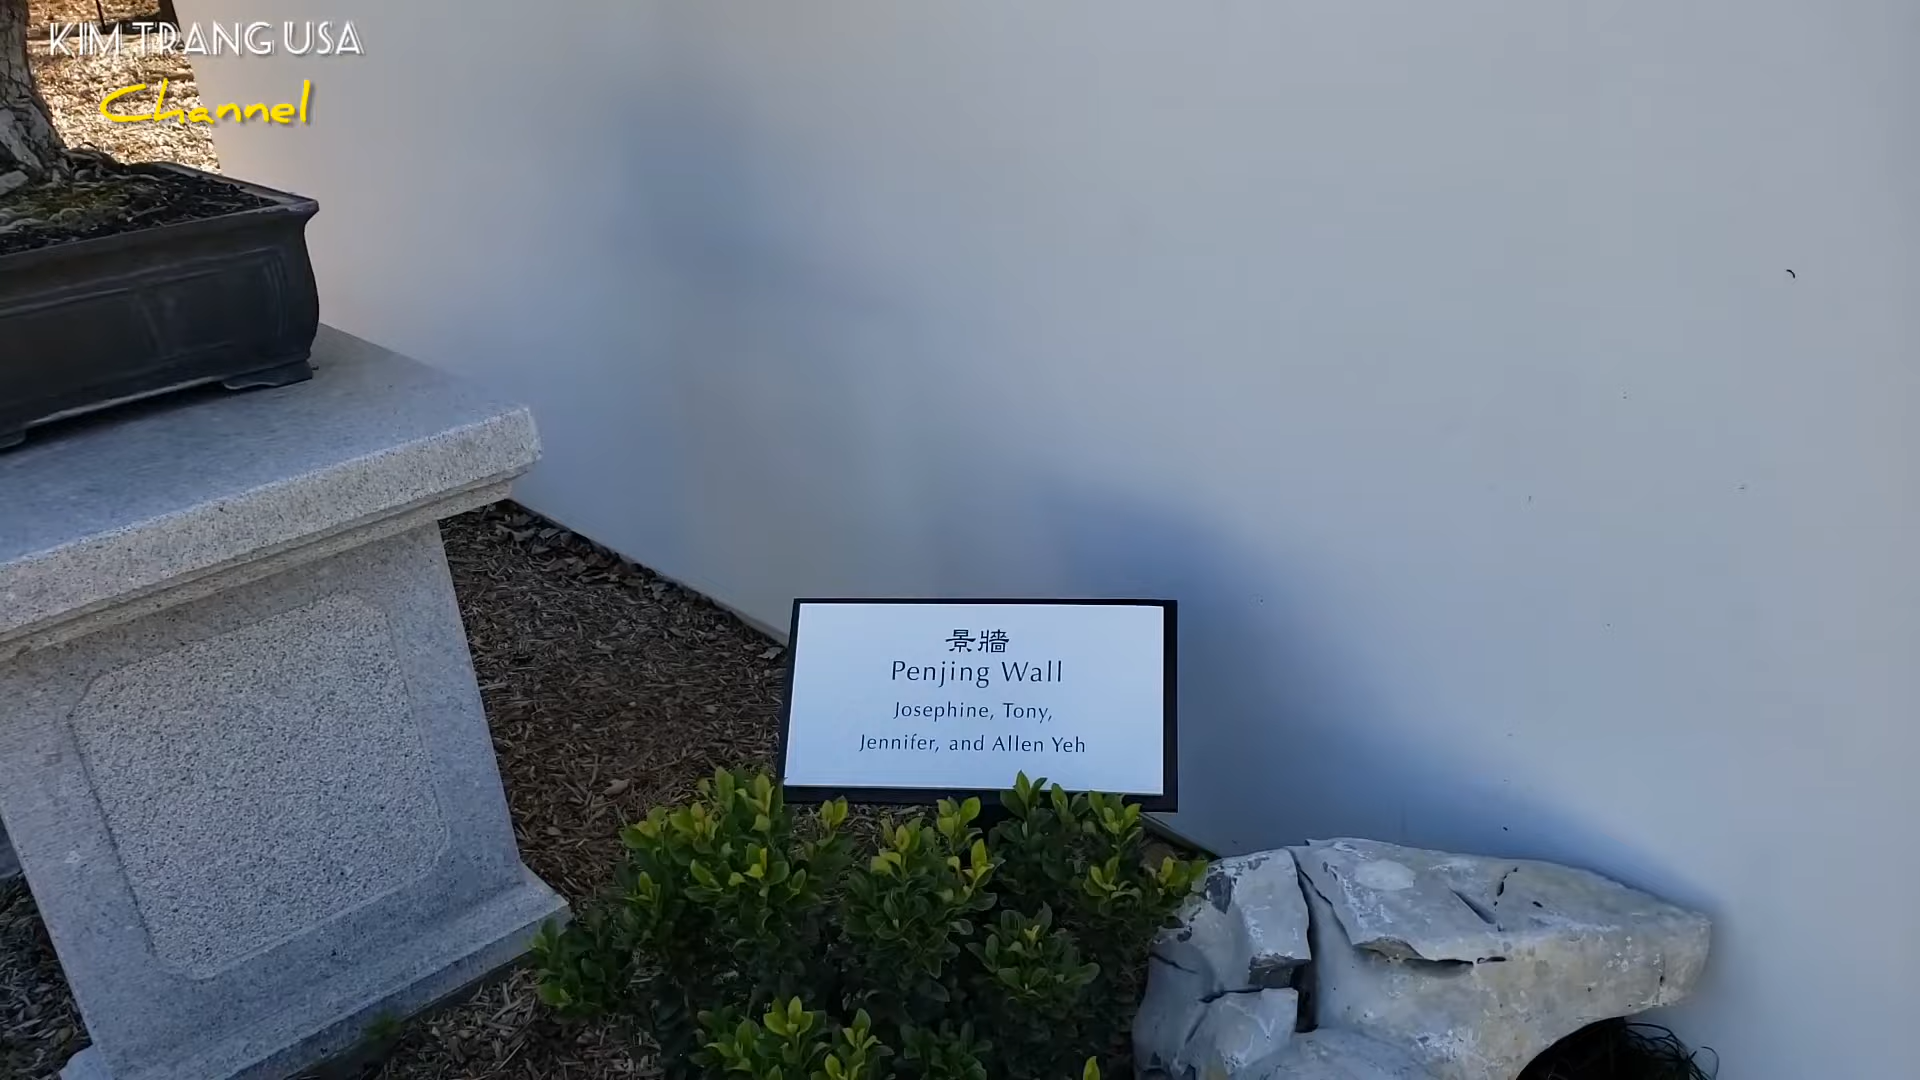 KIM TRANG USA
Channel
景牆
Penjing Wall
Josephine, Tony,
Jennifer, and Allen Yeh